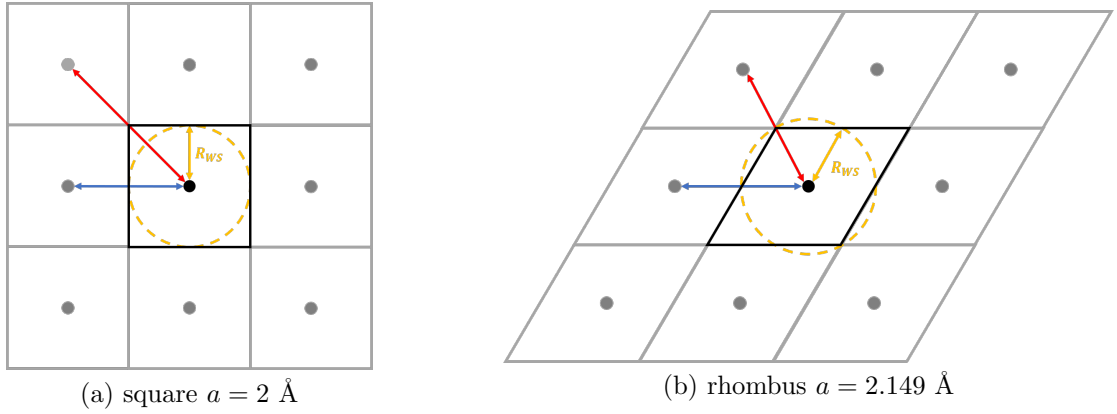 R_WS
R_WS
(a) square a = 2 Å
(b) rhombus a = 2.149 Å